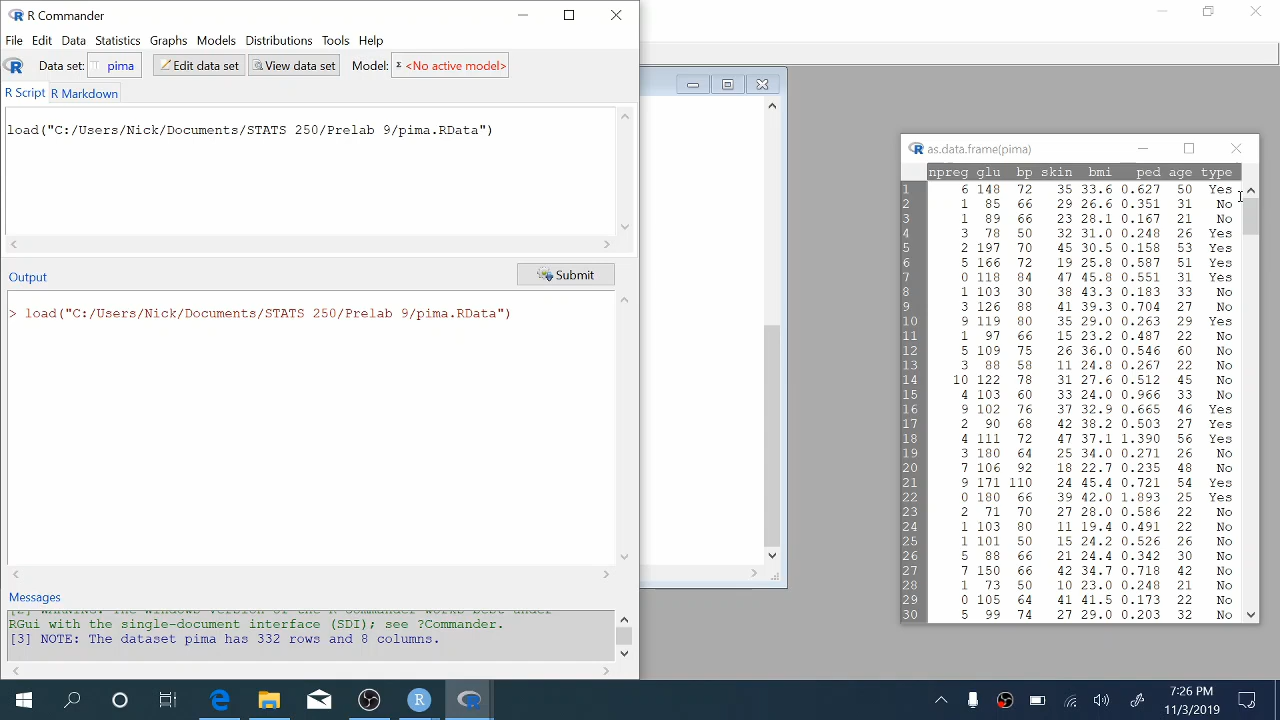 R Commander
File Edit Data Statistics Graphs Models Distributions Tools Help
Data set: pima Edit data set View data set Model: Σ <No active model>
R Script R Markdown
load("C:/Users/Nick/Documents/STATS 250/Prelab 9/pima.RData")
Output
Submit
> load("C:/Users/Nick/Documents/STATS 250/Prelab 9/pima.RData")
Messages
[2] WARNING: The Windows version of the R Commander works best under
RGui with the single-document interface (SDI); see ?Commander.
[3] NOTE: The dataset pima has 332 rows and 8 columns.
as.data.frame(pima)
npreg glu bp skin bmi ped age type
1 6 148 72 35 33.6 0.627 50 Yes
2 1 85 66 29 26.6 0.351 31 No
3 1 89 66 23 28.1 0.167 21 No
4 3 78 50 32 31.0 0.248 26 Yes
5 2 197 70 45 30.5 0.158 53 Yes
6 5 166 72 19 25.8 0.587 51 Yes
7 0 118 84 47 45.8 0.551 31 Yes
8 1 103 30 38 43.3 0.183 33 No
9 3 126 88 41 39.3 0.704 27 No
10 9 119 80 35 29.0 0.263 29 Yes
11 1 97 66 15 23.2 0.487 22 No
12 5 109 75 26 36.0 0.546 60 No
13 3 88 58 11 24.8 0.267 22 No
14 10 122 78 31 27.6 0.512 45 No
15 4 103 60 33 24.0 0.966 33 No
16 9 102 76 37 32.9 0.665 46 Yes
17 2 90 68 42 38.2 0.503 27 Yes
18 4 111 72 47 37.1 1.390 56 Yes
19 3 180 64 25 34.0 0.271 26 No
20 7 106 92 18 22.7 0.235 48 No
21 9 171 110 24 45.4 0.721 54 Yes
22 0 180 66 39 42.0 1.893 25 Yes
23 2 71 70 27 28.0 0.586 22 No
24 1 103 80 11 19.4 0.491 22 No
25 1 101 50 15 24.2 0.526 26 No
26 5 88 66 21 24.4 0.342 30 No
27 7 150 66 42 34.7 0.718 42 No
28 1 73 50 10 23.0 0.248 21 No
29 0 105 64 41 41.5 0.173 22 No
30 5 99 74 27 29.0 0.203 32 No
7:26 PM
11/3/2019